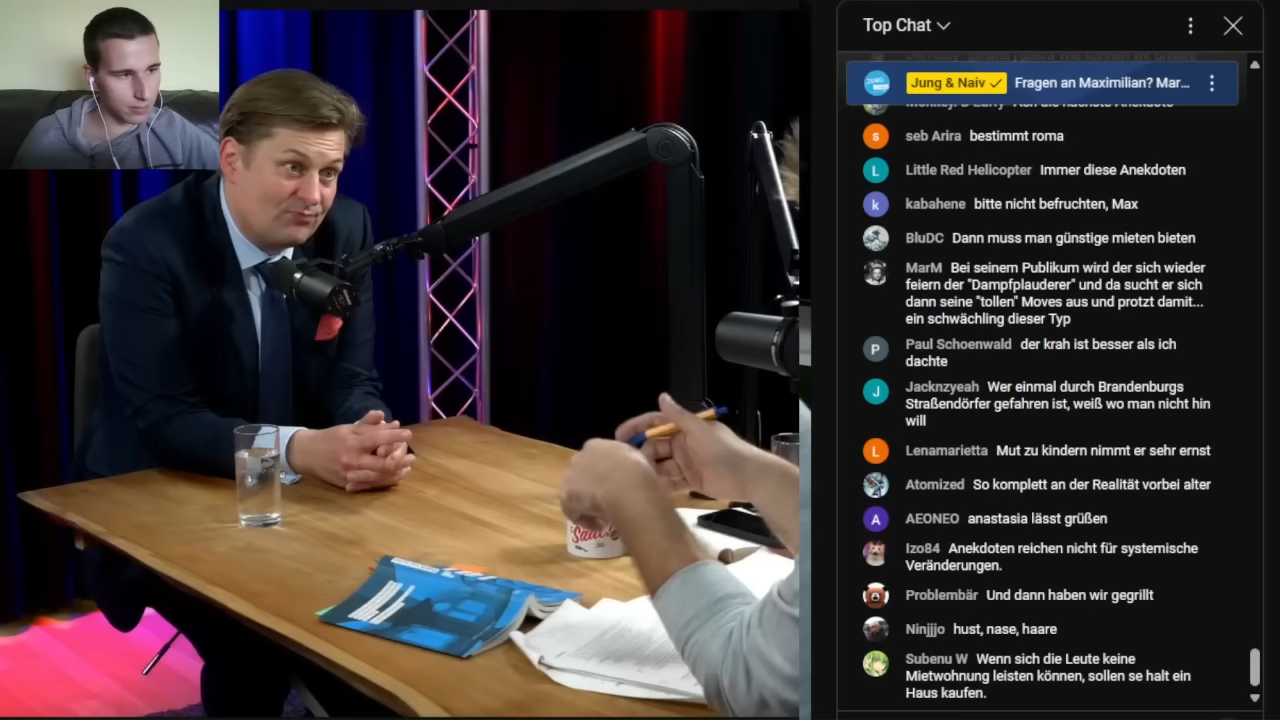 Top Chat
JUNG
Jung & Naiv Fragen an Maximilian? Mar...
seb Arira bestimmt roma
Little Red Helicopter Immer diese Anekdoten
kabahene bitte nicht befruchten, Max
BluDC Dann muss man günstige mieten bieten
MarM Bei seinem Publikum wird der sich wieder
feiern der "Dampfplauderer" und da sucht er sich
dann seine "tollen" Moves aus und protzt damit...
ein schwächling dieser Typ
Paul Schoenwald der krah ist besser als ich
dachte
Jacknzyeah Wer einmal durch Brandenburgs
Straßendörfer gefahren ist, weiß wo man nicht hin
will
Lenamarietta Mut zu kindern nimmt er sehr ernst
Atomized So komplett an der Realität vorbei alter
AEONEO anastasia lässt grüßen
Izo84 Anekdoten reichen nicht für systemische
Veränderungen.
Problembär Und dann haben wir gegrillt
Ninjjjo hust, nase, haare
Subenu W Wenn sich die Leute keine
Mietwohnung leisten können, sollen se halt ein
Haus kaufen.